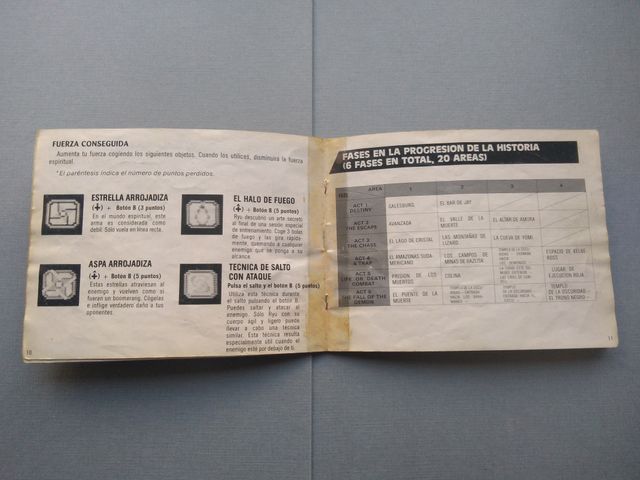 FUERZA CONSEGUIDA
Aumenta tu fuerza cogiendo los siguientes objetos. Cuando los utilices, disminuirá la fuerza
espiritual.
*El paréntesis indica el número de puntos perdidos.
ESTRELLA ARROJADIZA
+ Botón B (3 puntos)
En el mundo espiritual, este
arma es considerada como
debil. Sólo vuela en línea recta.
ASPA ARROJADIZA
+ Botón B (5 puntos)
Estas estrellas atraviesan al
enemigo y vuelven como si
fueran un boomerang. Cógelas
e inflige verdadero daño a tus
oponentes.
EL HALO DE FUEGO
+ Botón B (5 puntos)
Ryu descubrió un arte secreto
al final de una sesión especial
de entrenamiento. Coge 3 bolas
de fuego y las gira rápida-
mente, quemando a cualquier
enemigo que se ponga a su
alcance.
TECNICA DE SALTO
CON ATAQUE
Pulsa el salto y el botón B (5 puntos)
Utiliza esta técnica durante
el salto pulsando el botón B.
Puedes saltar y atacar al
enemigo. Sólo Ryu con su
cuerpo ágil y ligero puede
llevar a cabo una técnica
similar. Esta técnica resulta
especialmente útil cuando el
enemigo esté por debajo de ti.
10
FASES EN LA PROGRESION DE LA HISTORIA
(6 FASES EN TOTAL, 20 AREAS)
AREA 1 2 3 4
ACT 1 DESTINY GALESBURG EL BAR DE JAY
ACT 2 THE ESCAPE AVANZADA EL VALLE DE LA MUERTE EL ALTAR DE AMURA
ACT 3 THE CHASE EL LAGO DE CRISTAL LAS MONTAÑAS DE LIZARD LA CUEVA DE YOMI
ACT 4 A TRAP EL AMAZONAS SUDAMERICANO LOS CAMPOS DE MINAS DE ESPACIO DE
ACT 5 LIFE OR DEATH COMBAT PRISION DE LOS MUERTOS COLINA LUGAR DE EJECUCION ROJA
ACT 6 THE FALL OF THE DEMON EL PUENTE DE LA MUERTE TEMPLO DE LA OSCURIDAD EL TRONO NEGRO
11